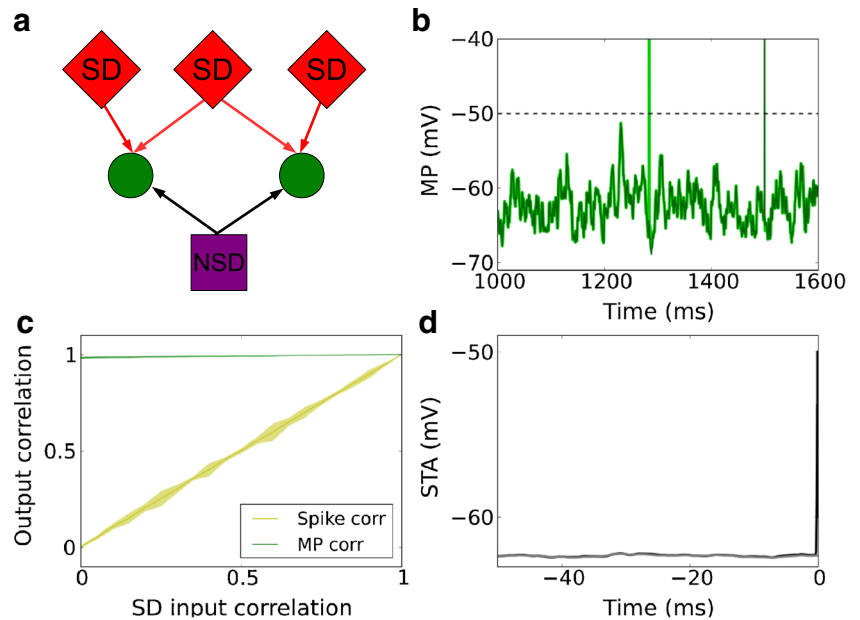 a
SD
SD
SD
NSD
b
−40
−50
−60
−70
MP (mV)
1000
1200
1400
1600
Time (ms)
c
1
0.5
0
Output correlation
Spike corr
MP corr
0
0.5
1
SD input correlation
d
−50
−60
STA (mV)
−40
−20
0
Time (ms)